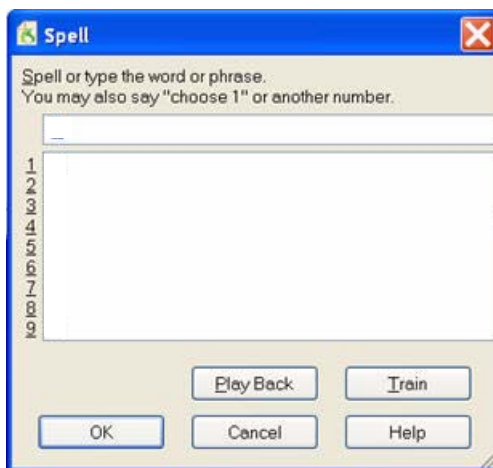 Spell
Spell or type the word or phrase.
You may also say "choose 1" or another number.
1
2
3
4
5
6
7
8
9
Play Back
Train
OK
Cancel
Help